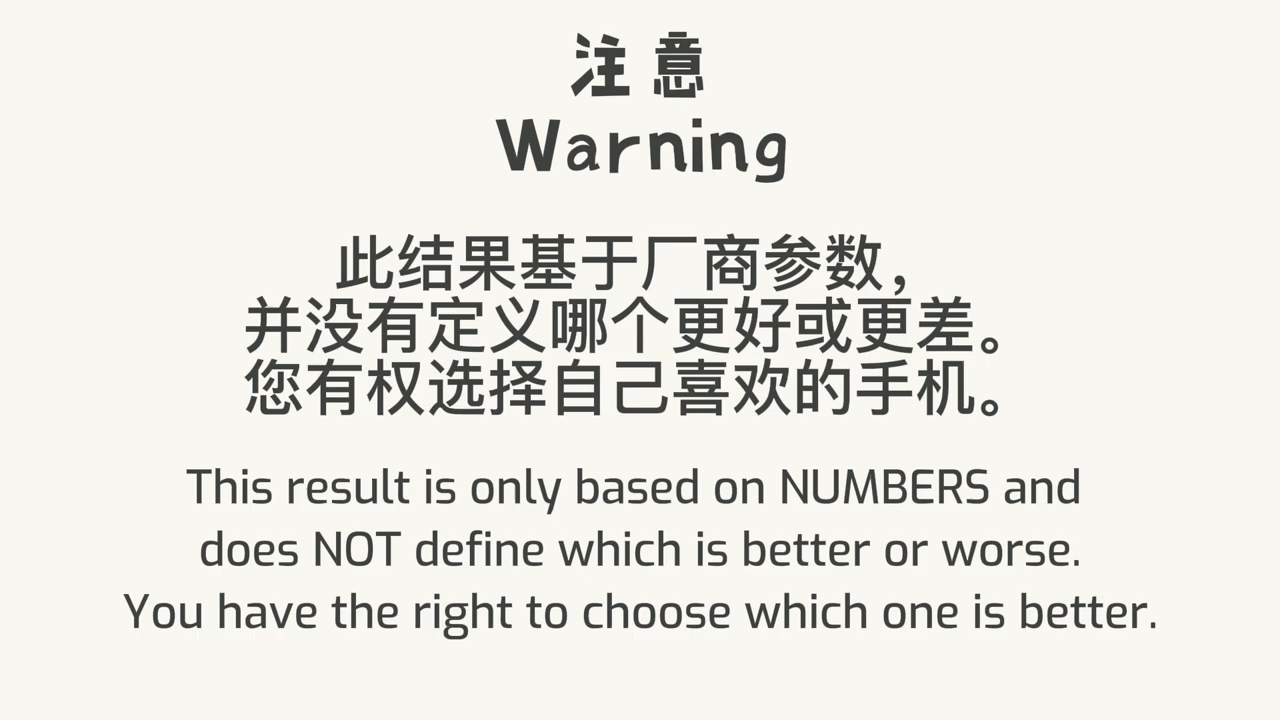 注意
Warning
此结果基于厂商参数，
并没有定义哪个更好或更差。
您有权选择自己喜欢的手机。
This result is only based on NUMBERS and
does NOT define which is better or worse.
You have the right to choose which one is better.